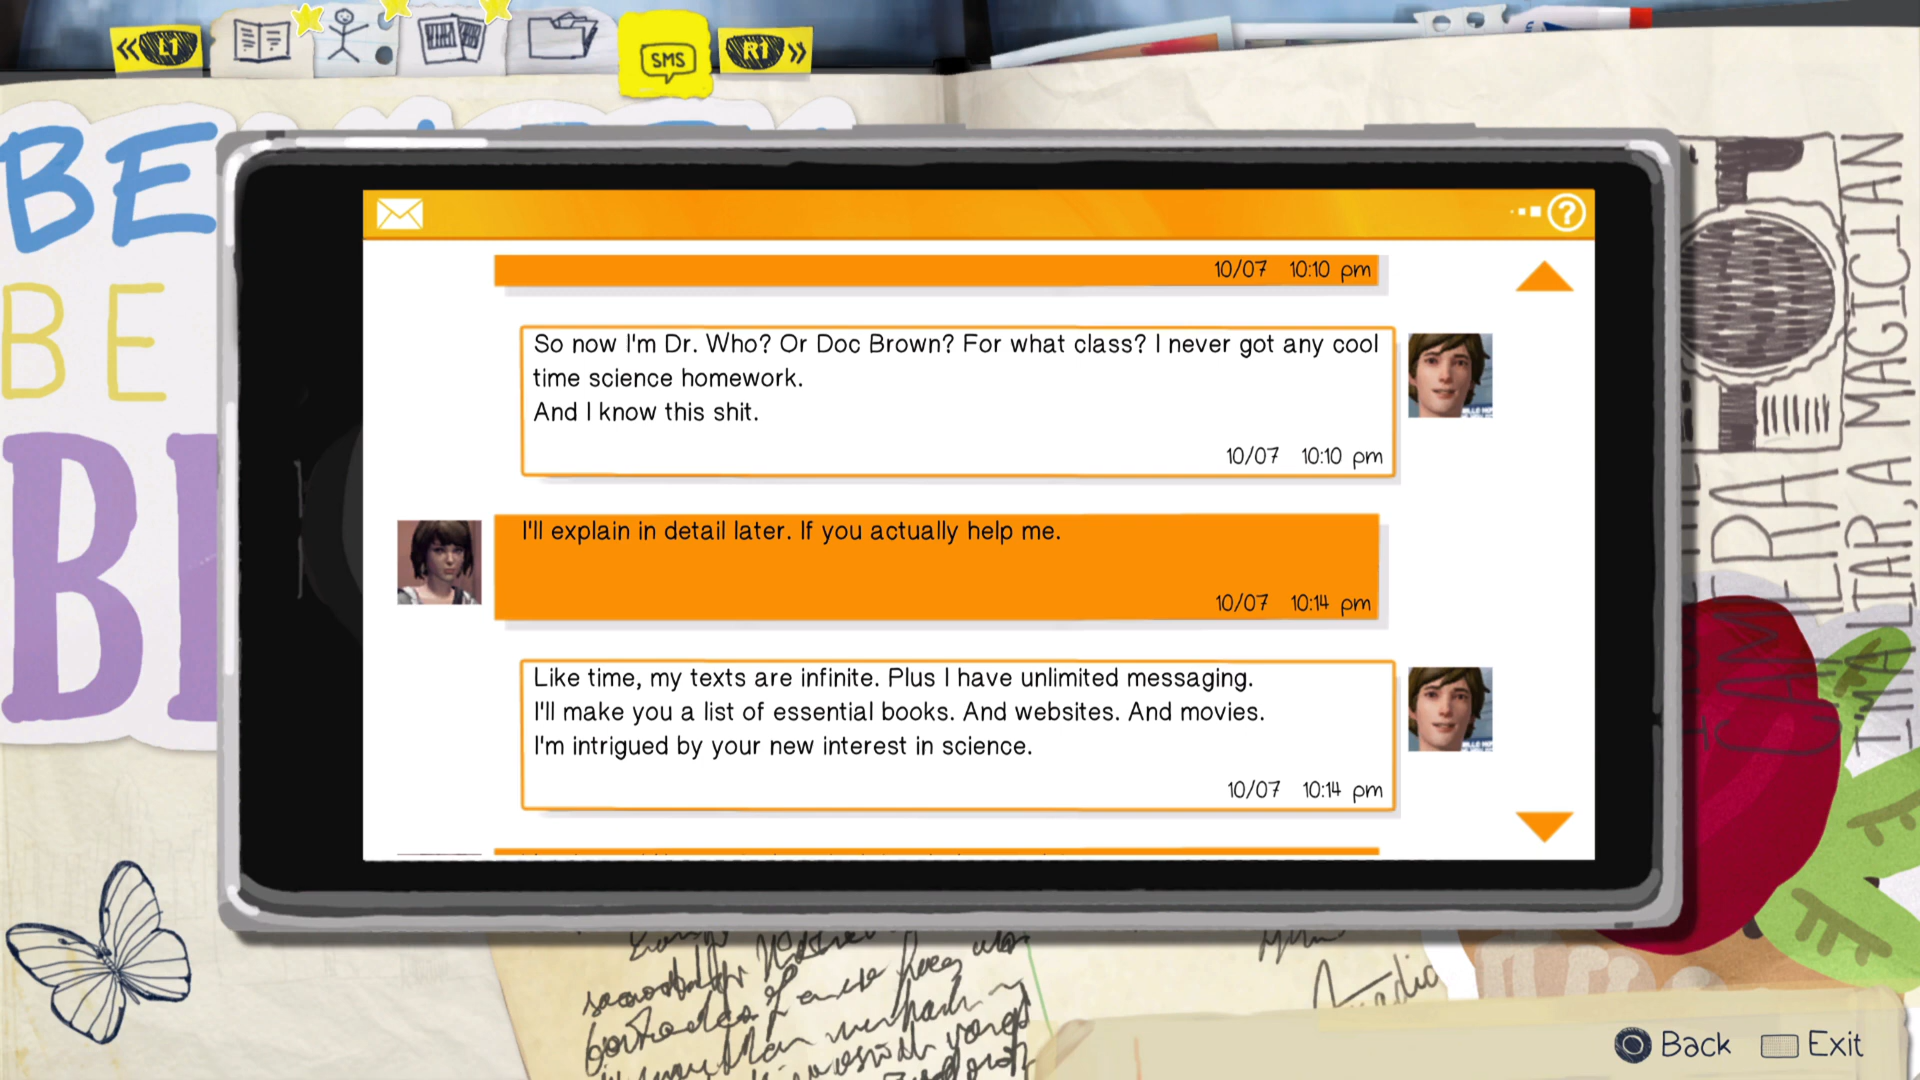 L1
SMS
R1
BE
BE
10/07 10:10 pm
So now I'm Dr. Who? Or Doc Brown? For what class? I never got any cool
time science homework.
And I know this shit.
10/07 10:10 pm
I'll explain in detail later. If you actually help me.
10/07 10:14 pm
Like time, my texts are infinite. Plus I have unlimited messaging.
I'll make you a list of essential books. And websites. And movies.
I'm intrigued by your new interest in science.
10/07 10:14 pm
CAMERA
I'M A LIAR, A MAGICIAN
Back
Exit